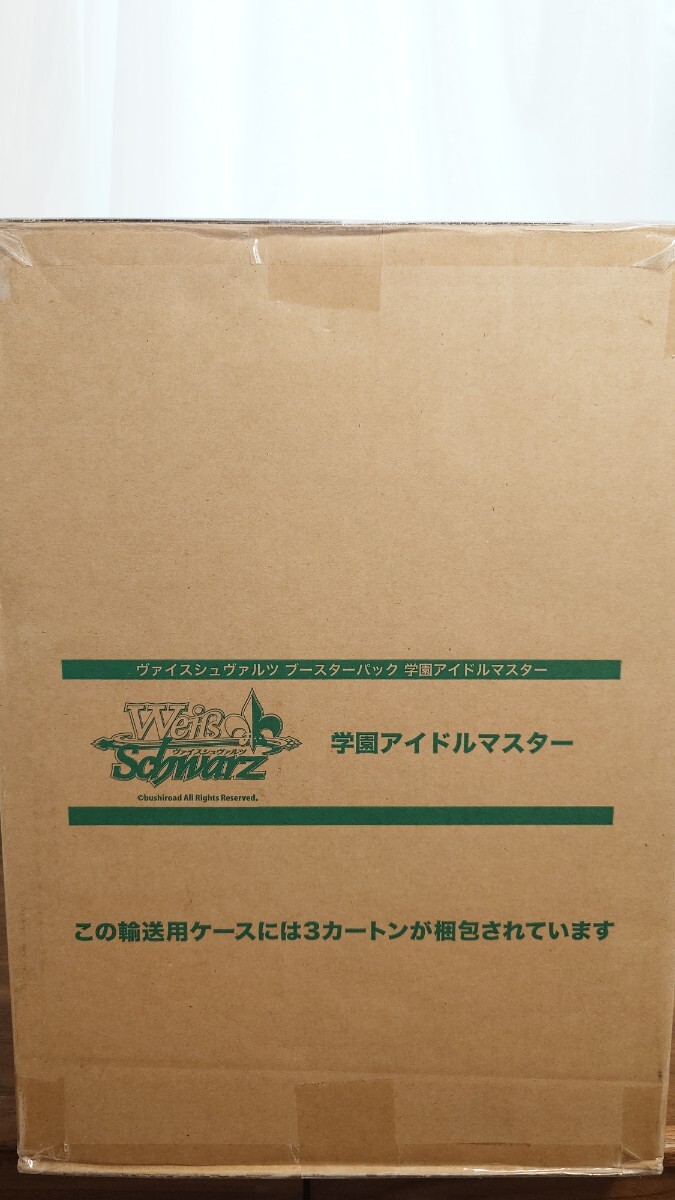 ヴァイスシュヴァルツ ブースターパック 学園アイドルマスター
Weiß
ヴァイスシュヴァルツ
Schwarz
©bushiroad All Rights Reserved.
学園アイドルマスター
この輸送用ケースには3カートンが梱包されています